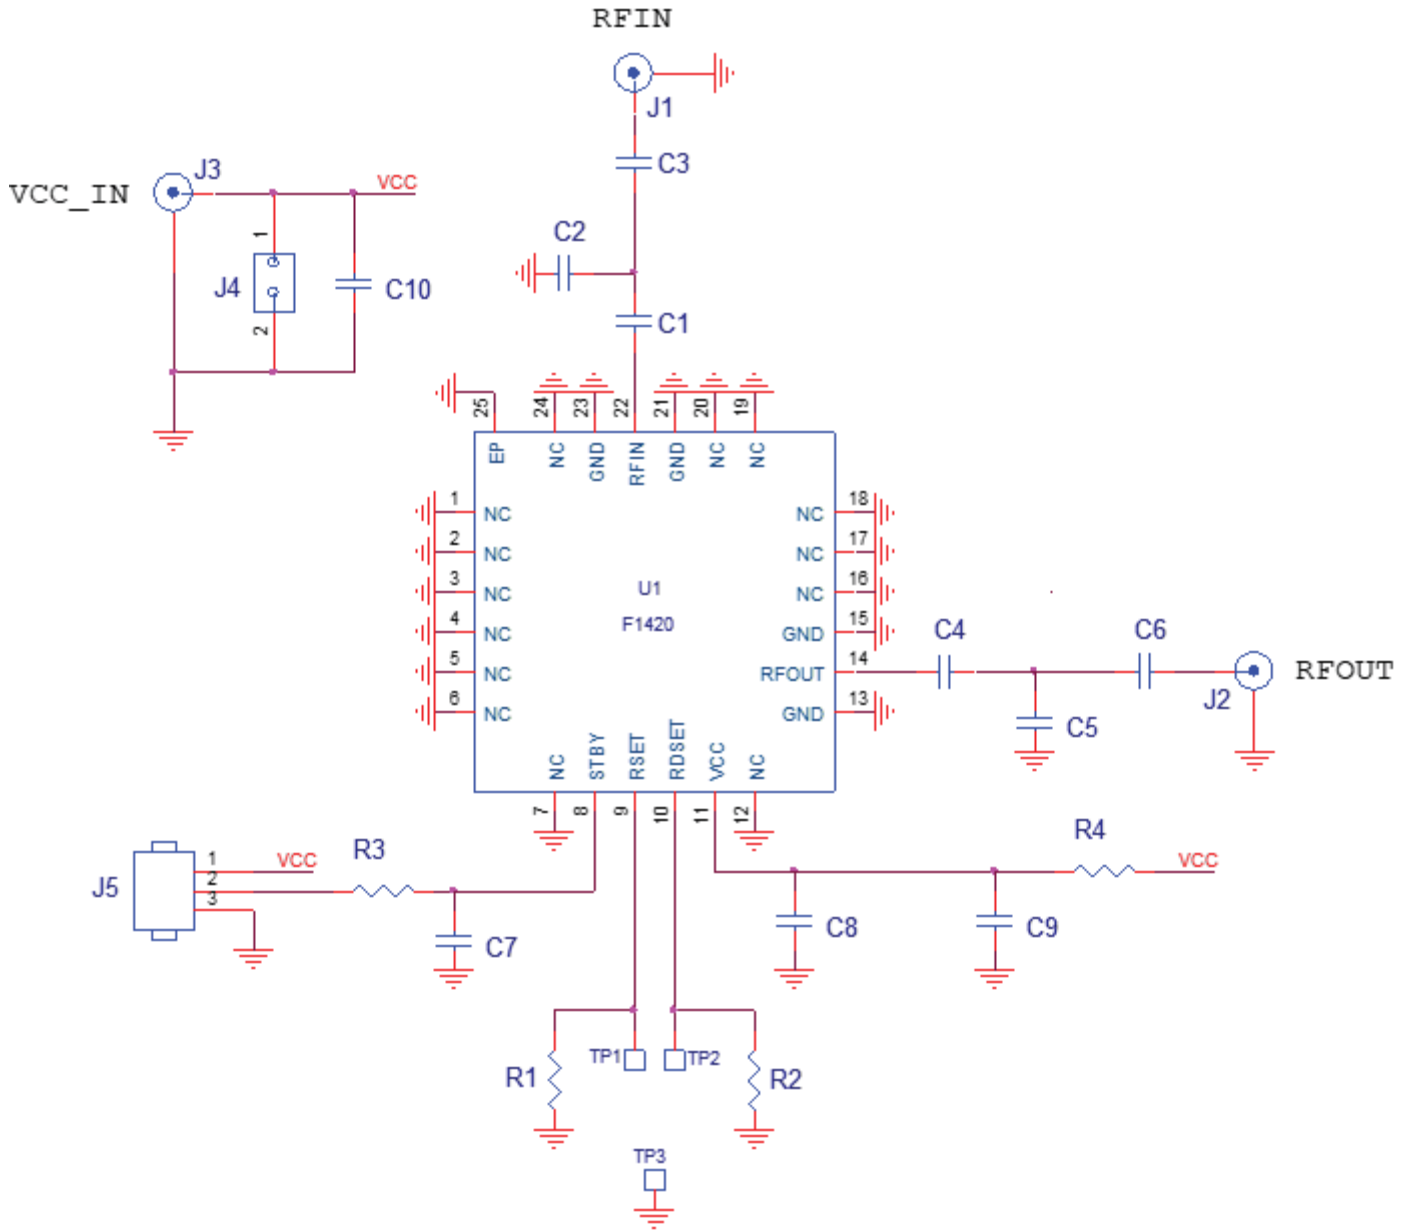 RFIN
J1
C3
VCC_IN
J3
VCC
1
J4
2
C10
C2
C1
25
24
23
22
21
20
19
EP
NC
GND
RFIN
GND
NC
NC
1
NC
2
NC
3
NC
4
NC
5
NC
6
NC
U1
F1420
18
NC
17
NC
16
NC
15
GND
14
RFOUT
13
GND
C4
C6
RFOUT
J2
C5
NC
STBY
RSET
RDSET
VCC
NC
7
8
9
10
11
12
J5
1
2
3
VCC
R3
C7
R4
VCC
C8
C9
R1
TP1
TP2
R2
TP3